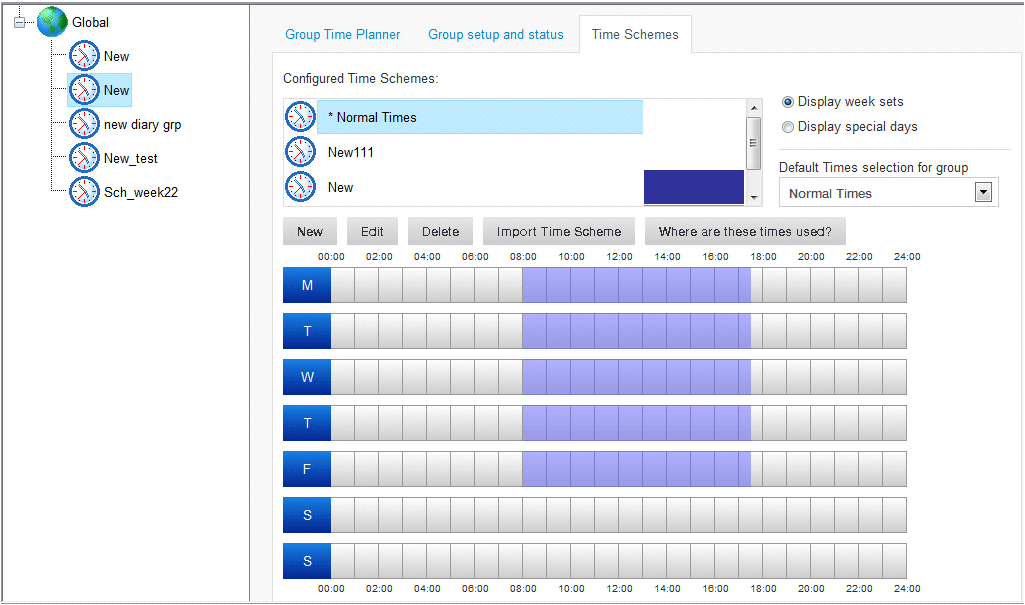 Global
New
New
new diary grp
New_test
Sch_week22
Group Time Planner Group setup and status Time Schemes
Configured Time Schemes:
* Normal Times
New111
New
Display week sets
Display special days
Default Times selection for group
Normal Times
New Edit Delete Import Time Scheme Where are these times used?
00:00 02:00 04:00 06:00 08:00 10:00 12:00 14:00 16:00 18:00 20:00 22:00 24:00
M
T
W
T
F
S
S
00:00 02:00 04:00 06:00 08:00 10:00 12:00 14:00 16:00 18:00 20:00 22:00 24:00